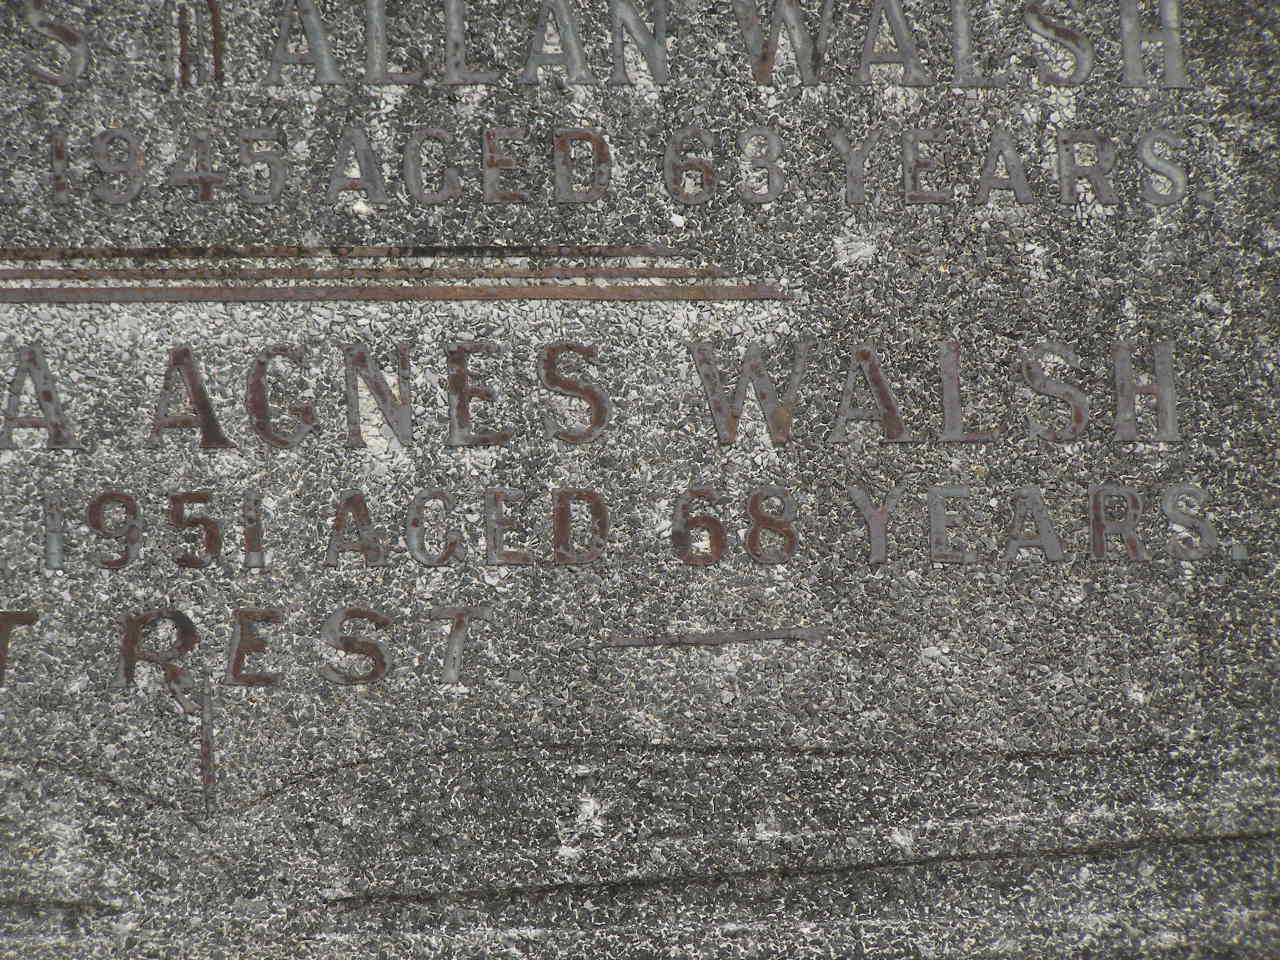 S ALLAN WALSH
1945 AGED 68 YEARS.
A AGNES WALSH
1951 AGED 68 YEARS.
T REST.